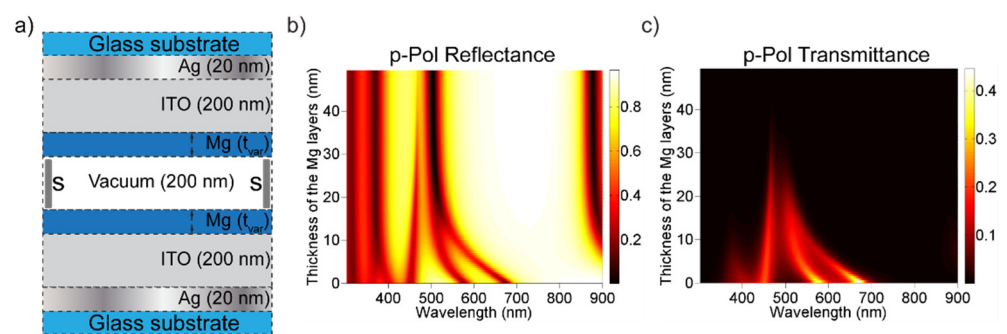 a)
Glass substrate
Ag (20 nm)
ITO (200 nm)
Mg (tvar)
S Vacuum (200 nm) S
Mg (tvar)
ITO (200 nm)
Ag (20 nm)
Glass substrate
b)
p-Pol Reflectance
Thickness of the Mg layers (nm)
40
30
20
10
0
400 500 600 700 800 900
Wavelength (nm)
0.8
0.6
0.4
0.2
c)
p-Pol Transmittance
Thickness of the Mg Layers (nm)
40
30
20
10
0
400 500 600 700 800 900
Wavelength (nm)
0.4
0.3
0.2
0.1